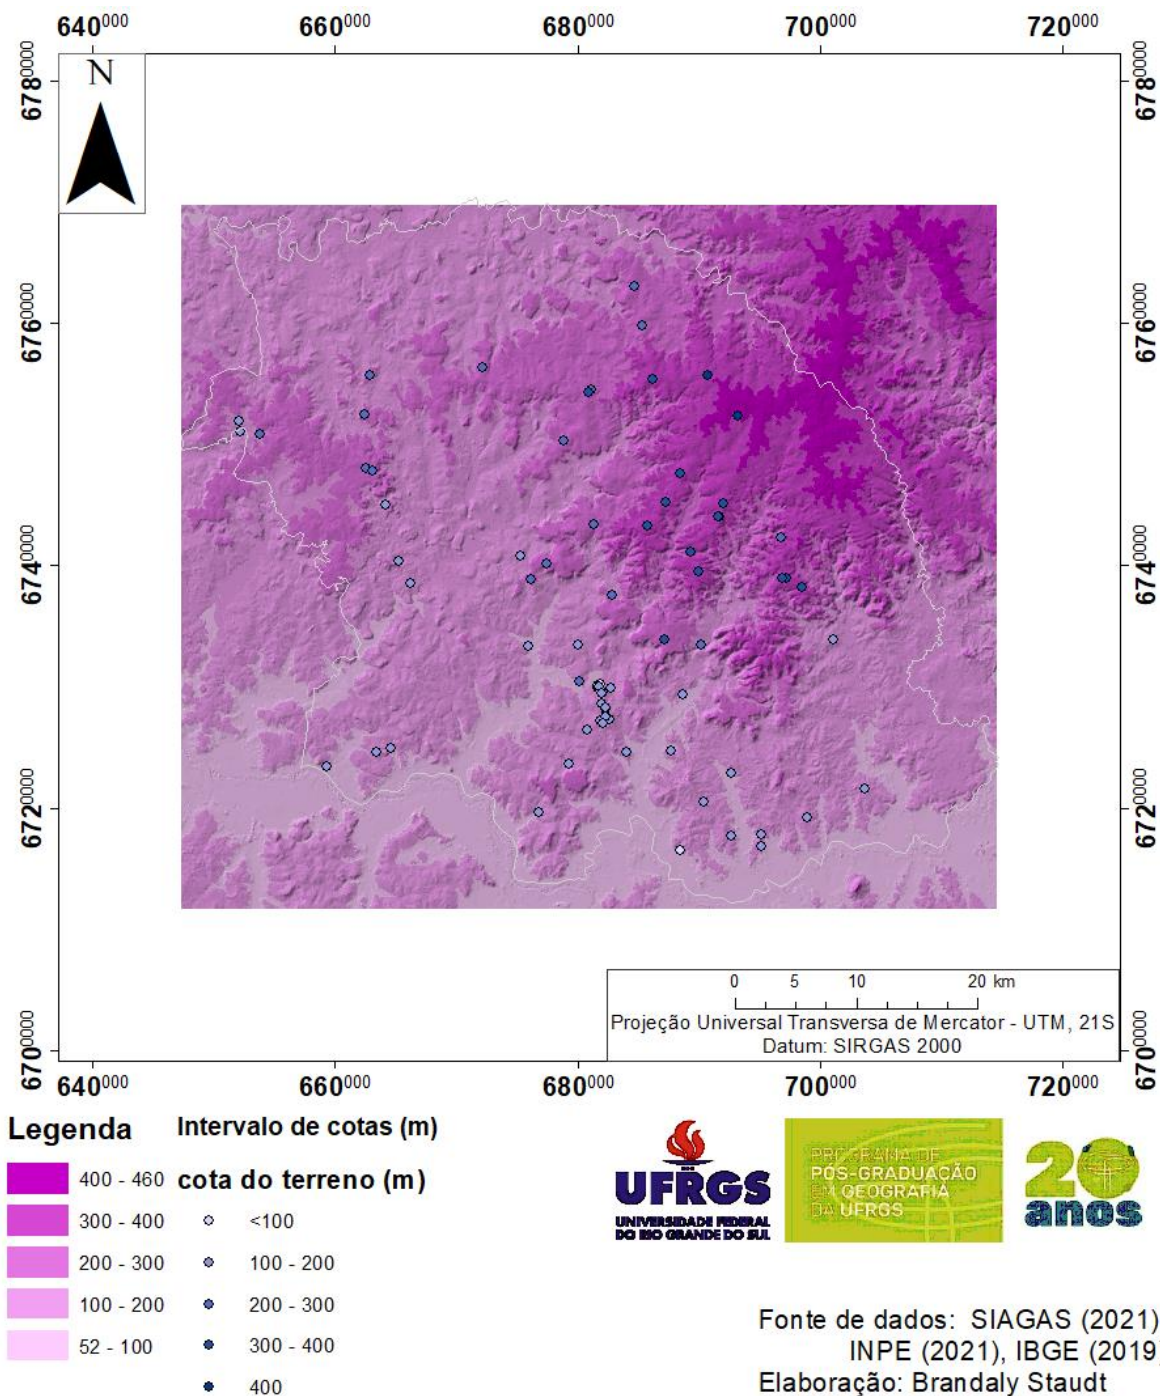 640000 660000 680000 700000 720000
N
6780000 6780000
6760000 6760000
6740000 6740000
6720000 6720000
6700000 6700000
0 5 10 20 km
Projeção Universal Transversa de Mercator - UTM, 21S
Datum: SIRGAS 2000
640000 660000 680000 700000 720000
Legenda
400 - 460
300 - 400
200 - 300
100 - 200
52 - 100
Intervalo de cotas (m)
cota do terreno (m)
<100
100 - 200
200 - 300
300 - 400
400
UFRGS
UNIVERSIDADE FEDERAL
DO RIO GRANDE DO SUL
PROGRAMA DE
PÓS-GRADUAÇÃO
EM GEOGRAFIA
DA UFRGS
20
anos
Fonte de dados: SIAGAS (2021)
INPE (2021), IBGE (2019
Elaboração: Brandaly Staudt